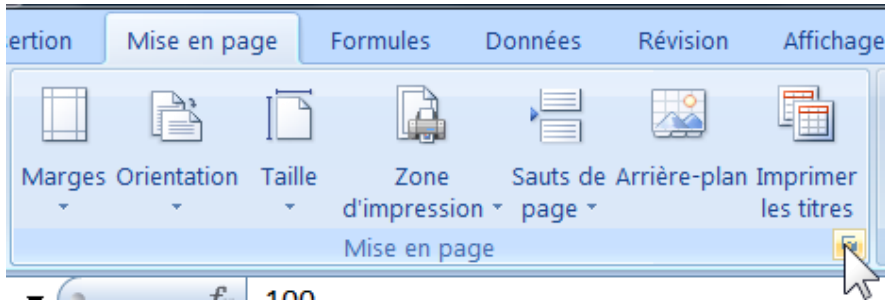 ertion Mise en page Formules Données Révision Affichage
Marges Orientation Taille Zone d'impression Sauts de page Arrière-plan Imprimer les titres
Mise en page
100